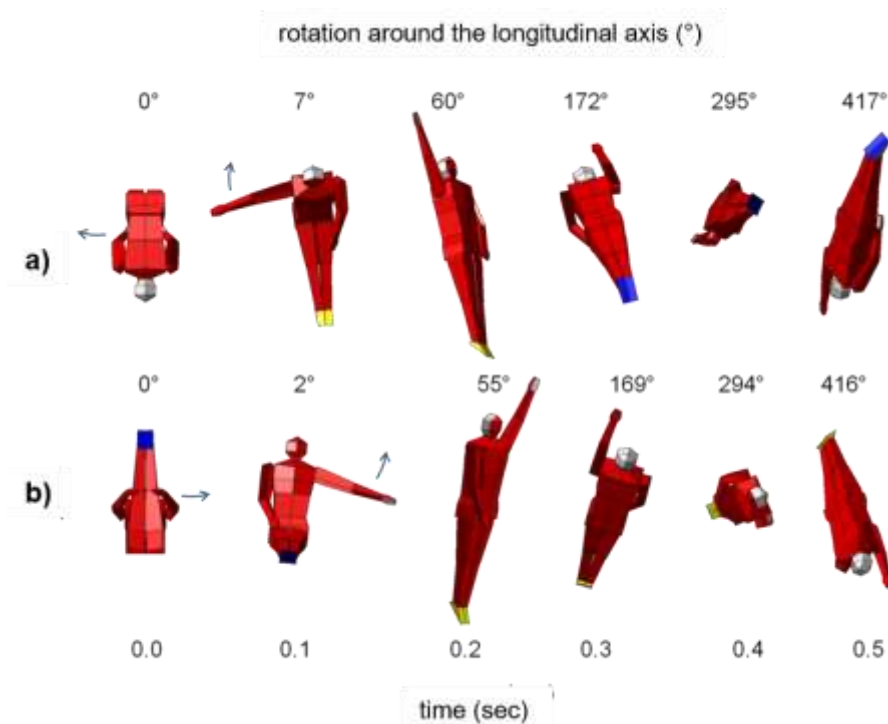 rotation around the longitudinal axis (°)
0° 7° 60° 172° 295° 417°
a)
0° 2° 55° 169° 294° 416°
b)
0.0 0.1 0.2 0.3 0.4 0.5
time (sec)